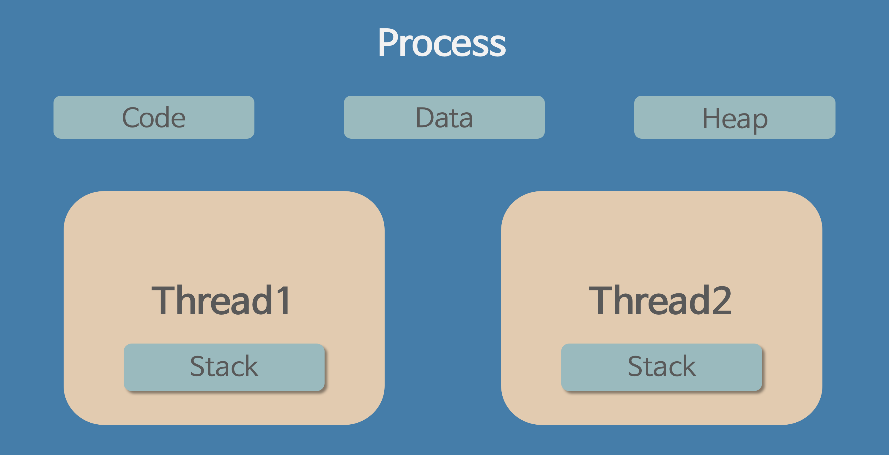 Process
Code
Data
Heap
Thread1
Thread2
Stack
Stack